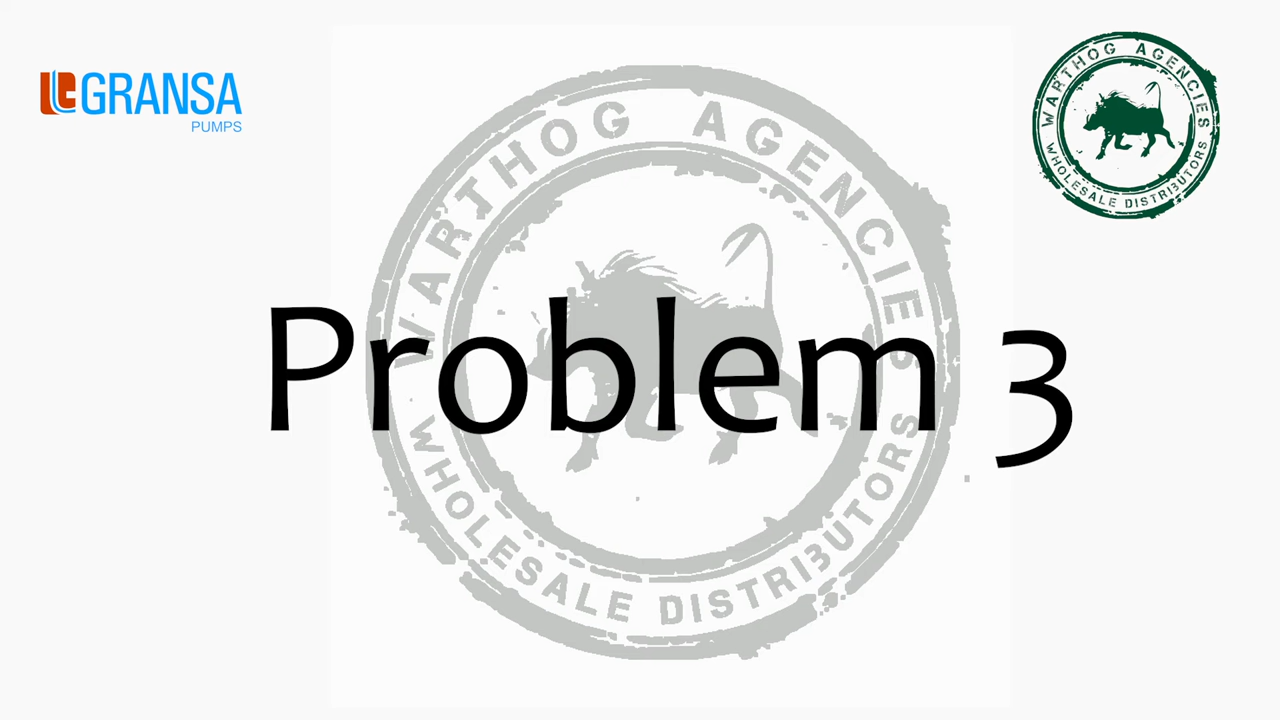 GRANSA
PUMPS
WARTHOG AGENCIES
WHOLESALE DISTRIBUTORS
WARTHOG AGENCIES
Problem 3
WHOLESALE DISTRIBUTORS